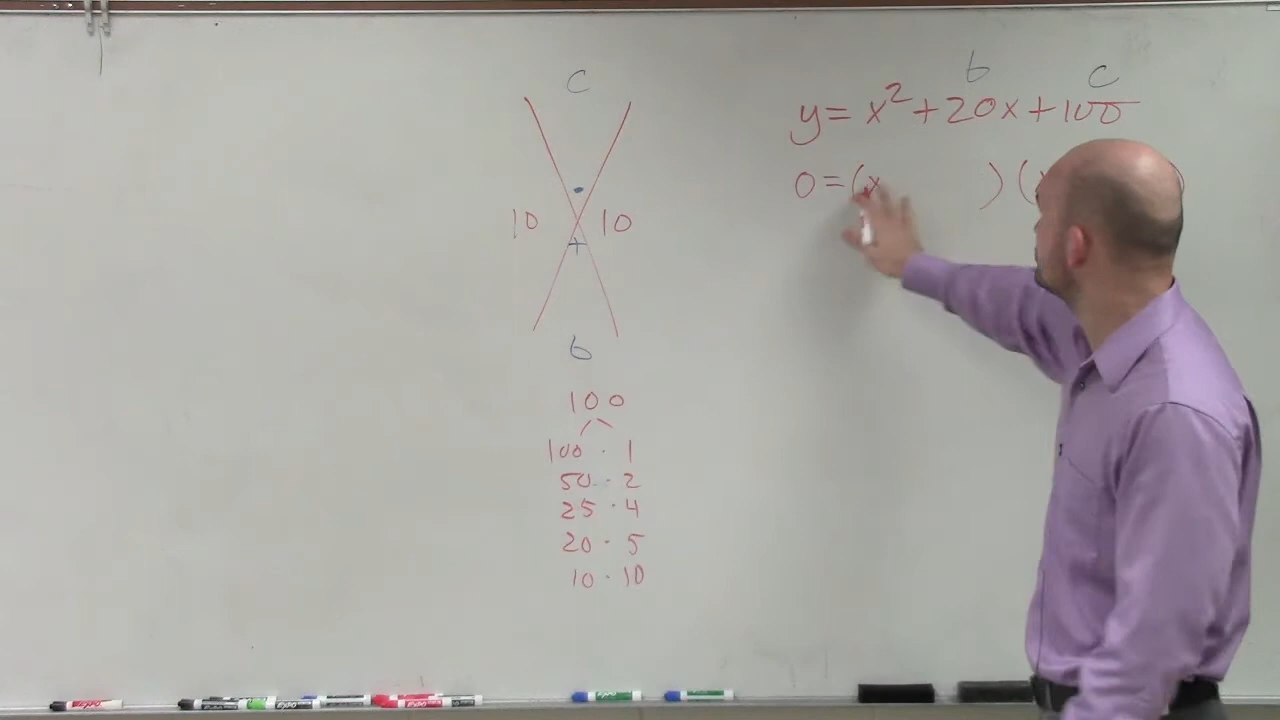 c
10 10
· +
b
100
100 · 1
50 · 2
25 · 4
20 · 5
10 · 10
b c
y = x² + 20x + 100
0 = (x ) (x )